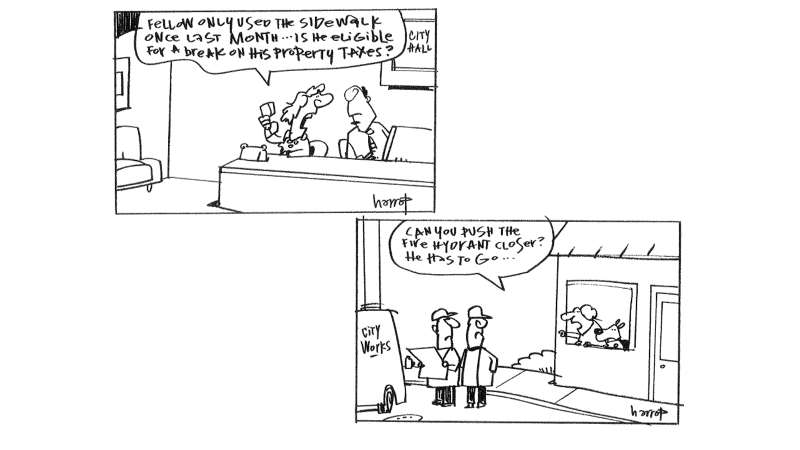 FELLOW ONLY USED THE SIDEWALK
ONCE LAST MONTH... IS HE ELIGIBLE
FOR A BREAK ON HIS PROPERTY TAXES?
CITY
HALL
harrop
CAN YOU PUSH THE
FIRE HYDRANT CLOSER?
HE HAS TO GO...
CITY
WORKS
harrop